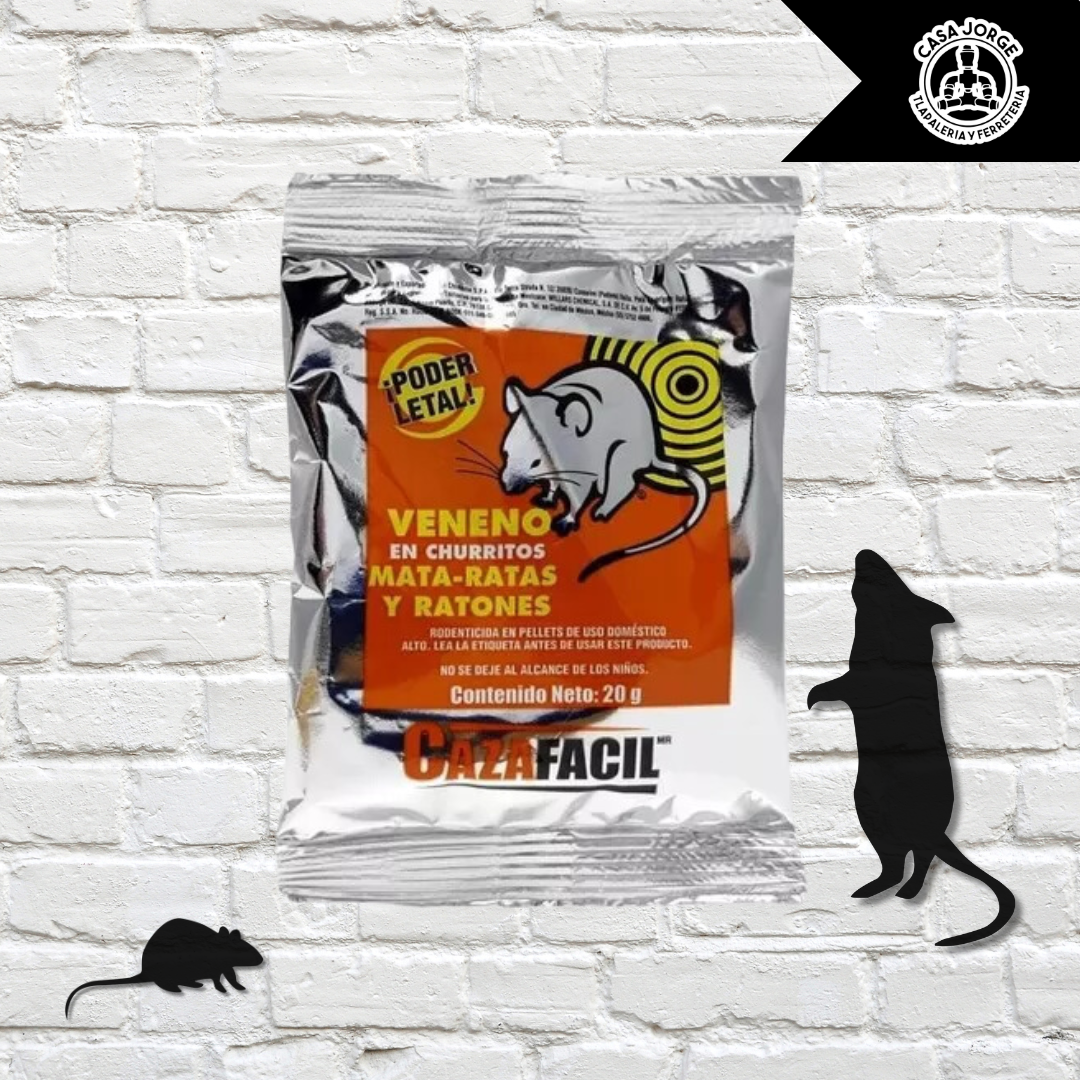 CASA JORGE
TLAPALERIA Y FERRETERIA
¡PODER
LETAL!
VENENO
EN CHURRITOS
MATA-RATAS
Y RATONES
RODENTICIDA EN PELLETS DE USO DOMÉSTICO
ALTO. LEA LA ETIQUETA ANTES DE USAR ESTE PRODUCTO.
NO SE DEJE AL ALCANCE DE LOS NIÑOS.
Contenido Neto: 20 g
CAZAFACIL MR